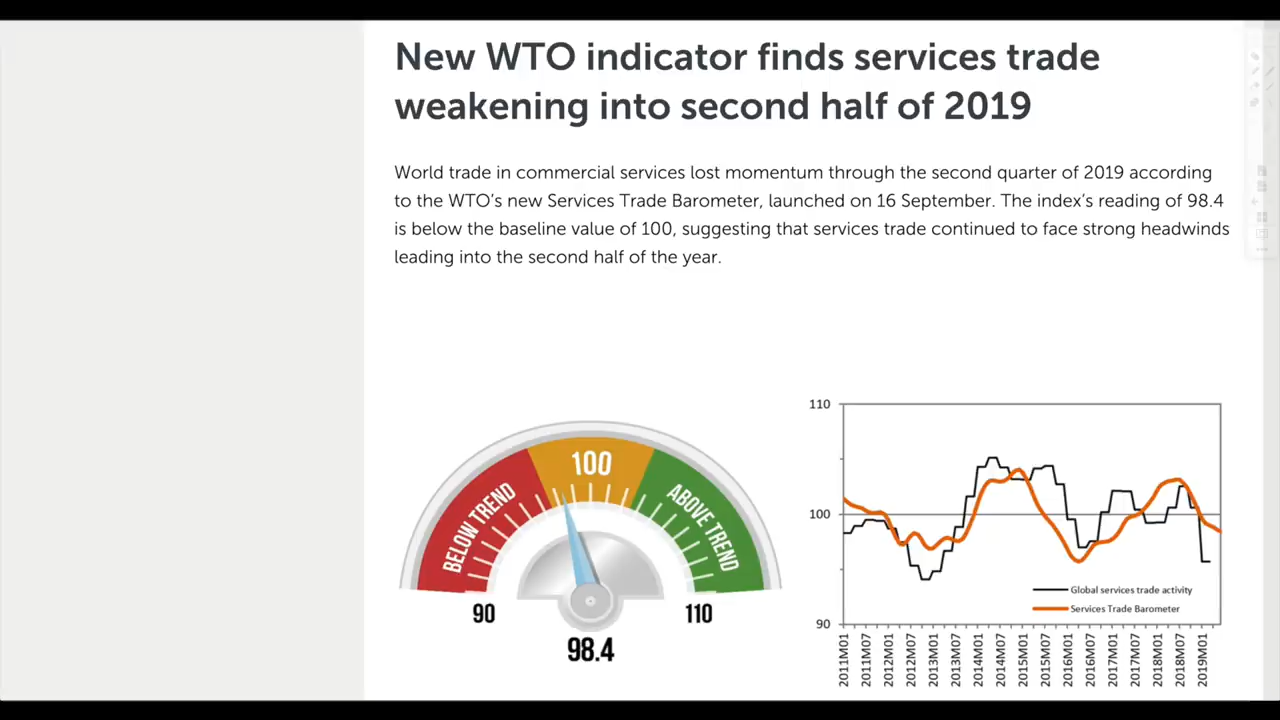 New WTO indicator finds services trade
weakening into second half of 2019
World trade in commercial services lost momentum through the second quarter of 2019 according
to the WTO’s new Services Trade Barometer, launched on 16 September. The index’s reading of 98.4
is below the baseline value of 100, suggesting that services trade continued to face strong headwinds
leading into the second half of the year.
BELOW TREND
100
ABOVE TREND
90
110
98.4
110
100
90
Global services trade activity
Services Trade Barometer
2011M01
2011M07
2012M01
2012M07
2013M01
2013M07
2014M01
2014M07
2015M01
2015M07
2016M01
2016M07
2017M01
2017M07
2018M01
2018M07
2019M01